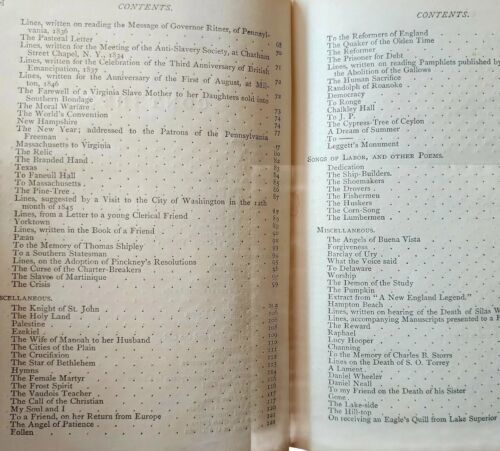 CONTENTS.
Lines, written on reading the Message of Governor Ritner, of Pennsyl-
vania, 1836 68
The Pastoral Letter 70
Lines, written for the Meeting of the Anti-Slavery Society, at Chatham
Street Chapel, N. Y., 1834
Lines, written for the Celebration of the Third Anniversary of British
Emancipation, 1837
Lines, written for the Anniversary of the First of August, at Mil-
ton, 1846
The Farewell of a Virginia Slave Mother to her Daughters sold into
Southern Bondage
The Moral Warfare
The World's Convention
New Hampshire
The New Year; addressed to the Patrons of the Pennsylvania
Freeman
Massachusetts to Virginia
The Relic
The Branded Hand
Texas
To Faneuil Hall
To Massachusetts
The Pine-Tree
Lines, suggested by a Visit to the City of Washington in the 12th
month of 1845
Lines, from a Letter to a young Clerical Friend
Yorktown
Lines, written in the Book of a Friend
Pæan
To the Memory of Thomas Shipley
To a Southern Statesman
Lines, on the Adoption of Pinckney's Resolutions
The Curse of the Charter-Breakers
The Slaves of Martinique
The Crisis
MISCELLANEOUS.
The Knight of St. John
The Holy Land
Palestine
Ezekiel
The Wife of Manoah to her Husband
The Cities of the Plain
The Crucifixion
The Star of Bethlehem
Hymns
The Female Martyr
The Frost Spirit
The Vaudois Teacher
The Call of the Christian
My Soul and I
To a Friend, on her Return from Europe
The Angel of Patience
Follen
CONTENTS.
To the Reformers of England
The Quaker of the Olden Time
The Reformer
The Prisoner for Debt
Lines, written on reading Pamphlets published by
the Abolition of the Gallows
The Human Sacrifice
Randolph of Roanoke
Democracy
To Ronge
Chalkley Hall
To J. P.
The Cypress-Tree of Ceylon
A Dream of Summer
To ——
Leggett's Monument
SONGS OF LABOR, AND OTHER POEMS.
Dedication
The Ship-Builders
The Shoemakers
The Drovers
The Fishermen
The Huskers
The Corn-Song
The Lumbermen
MISCELLANEOUS.
The Angels of Buena Vista
Forgiveness
Barclay of Ury
What the Voice said
To Delaware
Worship
The Demon of the Study
The Pumpkin
Extract from "A New England Legend."
Hampton Beach
Lines, written on hearing of the Death of Silas W
Lines, accompanying Manuscripts presented to a F
The Reward
Raphael
Lucy Hooper
Channing
To the Memory of Charles B. Storrs
Lines on the Death of S. O. Torrey
A Lament
Daniel Wheeler
Daniel Neall
To my Friend on the Death of his Sister
Gone
The Lake-side
The Hill-top
On receiving an Eagle's Quill from Lake Superior